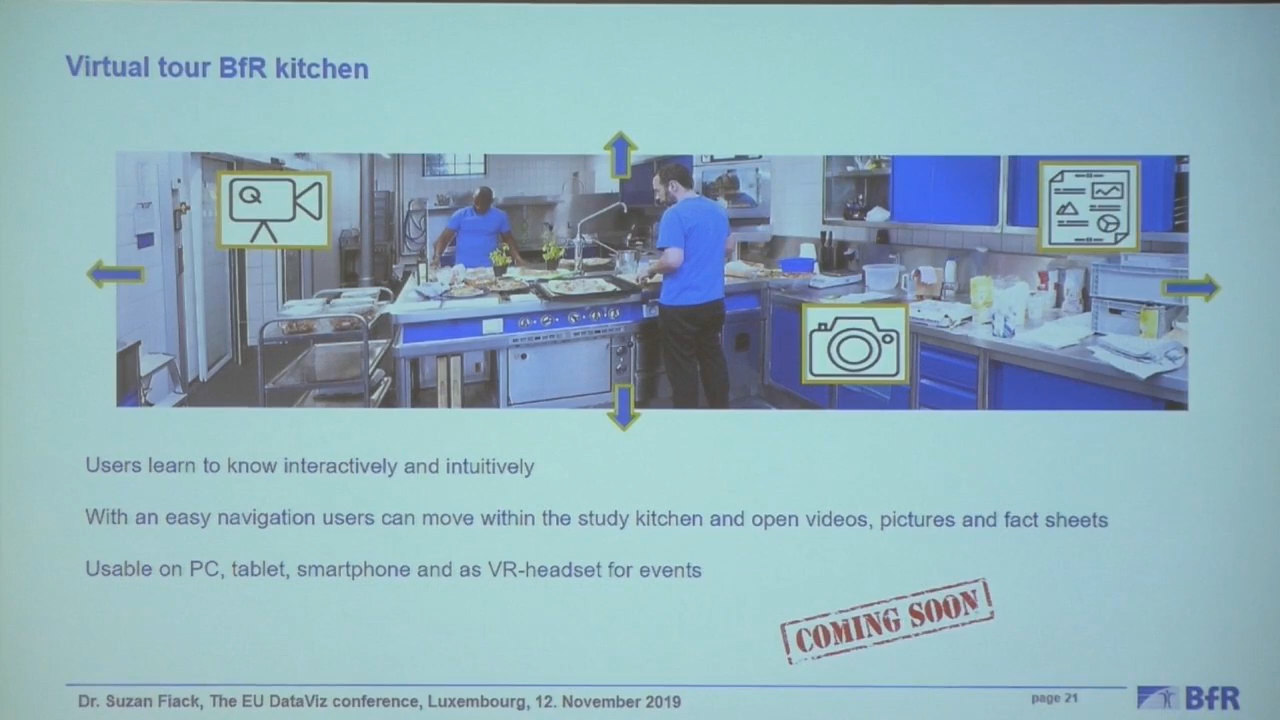 Virtual tour BfR kitchen
Users learn to know interactively and intuitively
With an easy navigation users can move within the study kitchen and open videos, pictures and fact sheets
Usable on PC, tablet, smartphone and as VR-headset for events
COMING SOON
Dr. Suzan Fiack, The EU DataViz conference, Luxembourg, 12. November 2019
page 21
BfR